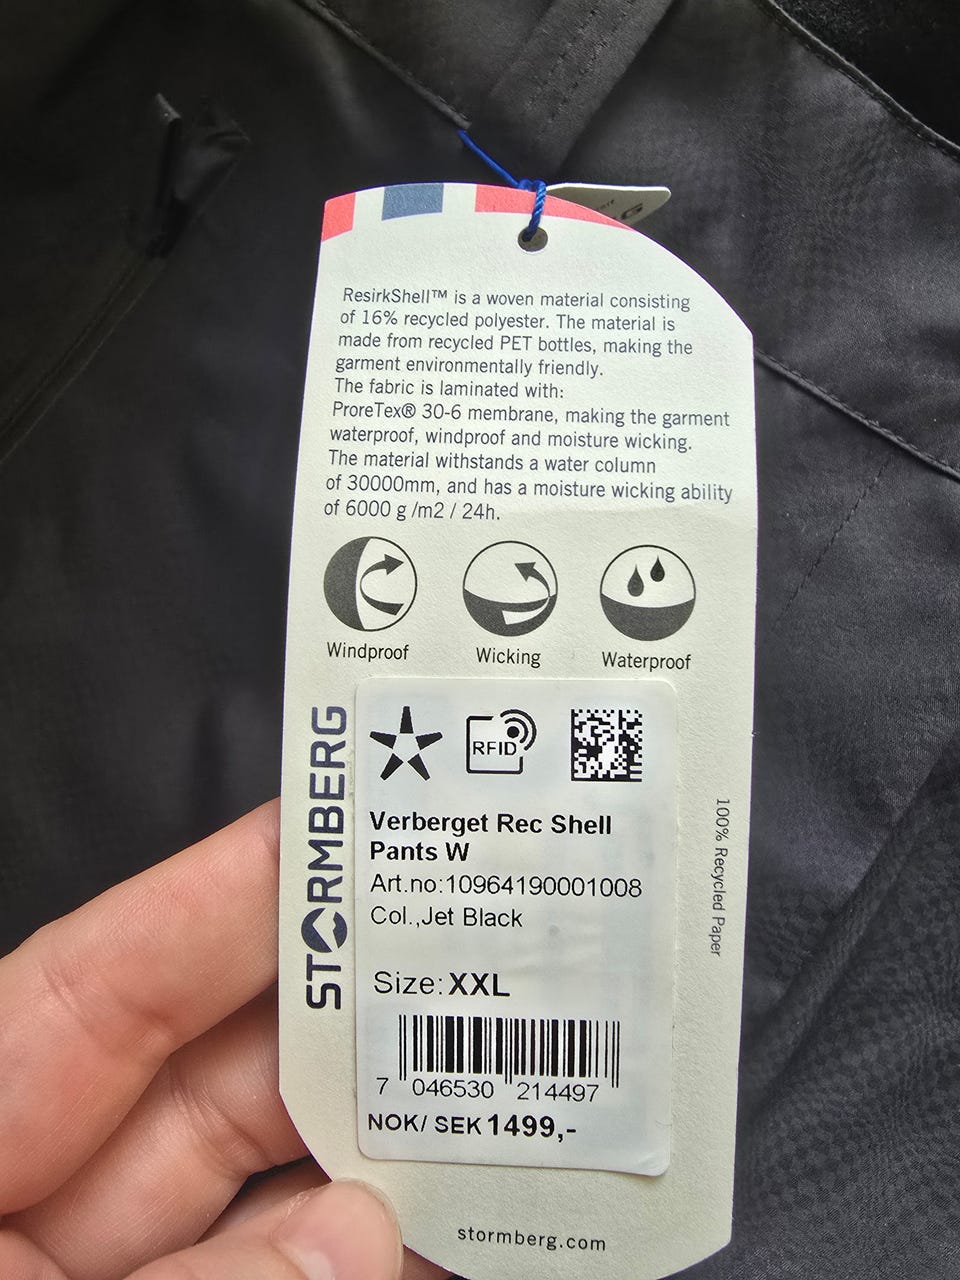 ResirkShell™ is a woven material consisting
of 16% recycled polyester. The material is
made from recycled PET bottles, making the
garment environmentally friendly.
The fabric is laminated with:
ProreTex® 30-6 membrane, making the garment
waterproof, windproof and moisture wicking.
The material withstands a water column
of 30000mm, and has a moisture wicking ability
of 6000 g /m2 / 24h.
Windproof
Wicking
Waterproof
STORMBERG
RFID
Verberget Rec Shell
Pants W
Art.no:10964190001008
Col.,Jet Black
Size:XXL
7 046530 214497
NOK/ SEK 1499,-
100% Recycled Paper
stormberg.com